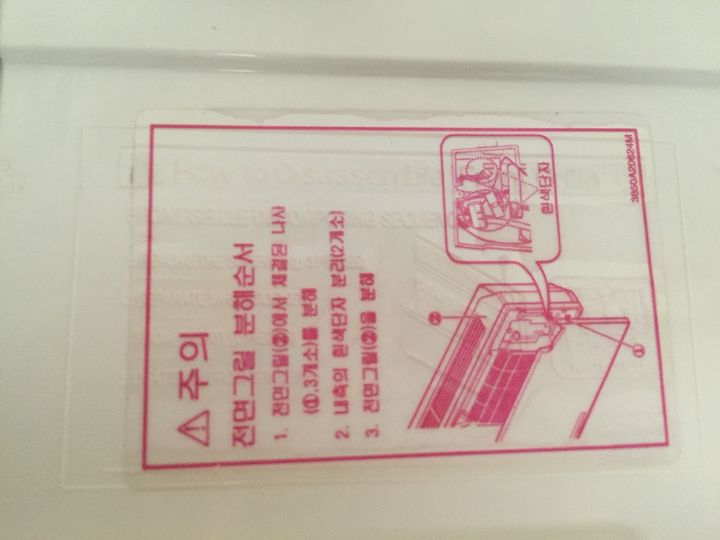 ⚠주의
전면그릴 분해순서
1. 전면그릴(②)에서 체결된 나사
(①,3개소)를 분해
2. 내측의 흰색단자 분리(2개소)
3. 전면그릴(②)을 분해
흰색단자
②
①
3850A20624M